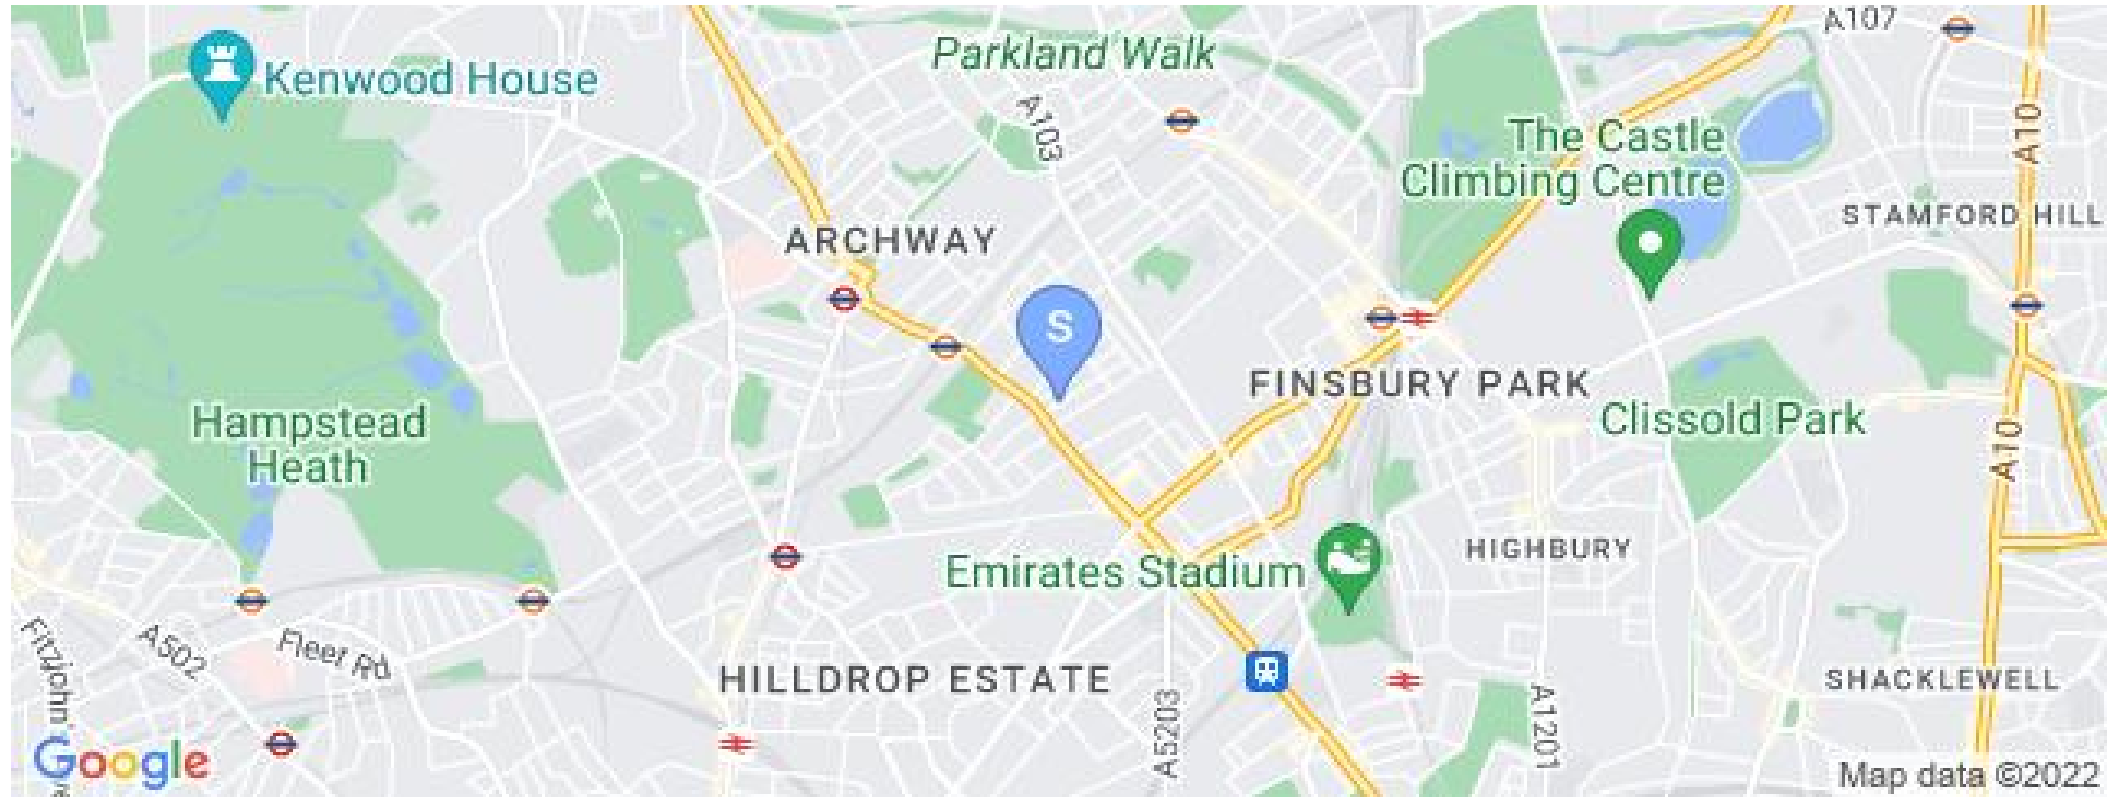 A107
Parkland Walk
Kenwood House
A103
A10
The Castle
Climbing Centre
STAMFORD HILL
ARCHWAY
S
FINSBURY PARK
Hampstead
Heath
Clissold Park
A10
HIGHBURY
Emirates Stadium
A502
Fleet Rd
HILLDROP ESTATE
SHACKLEWELL
A5203
A1201
Google
Map data ©2022